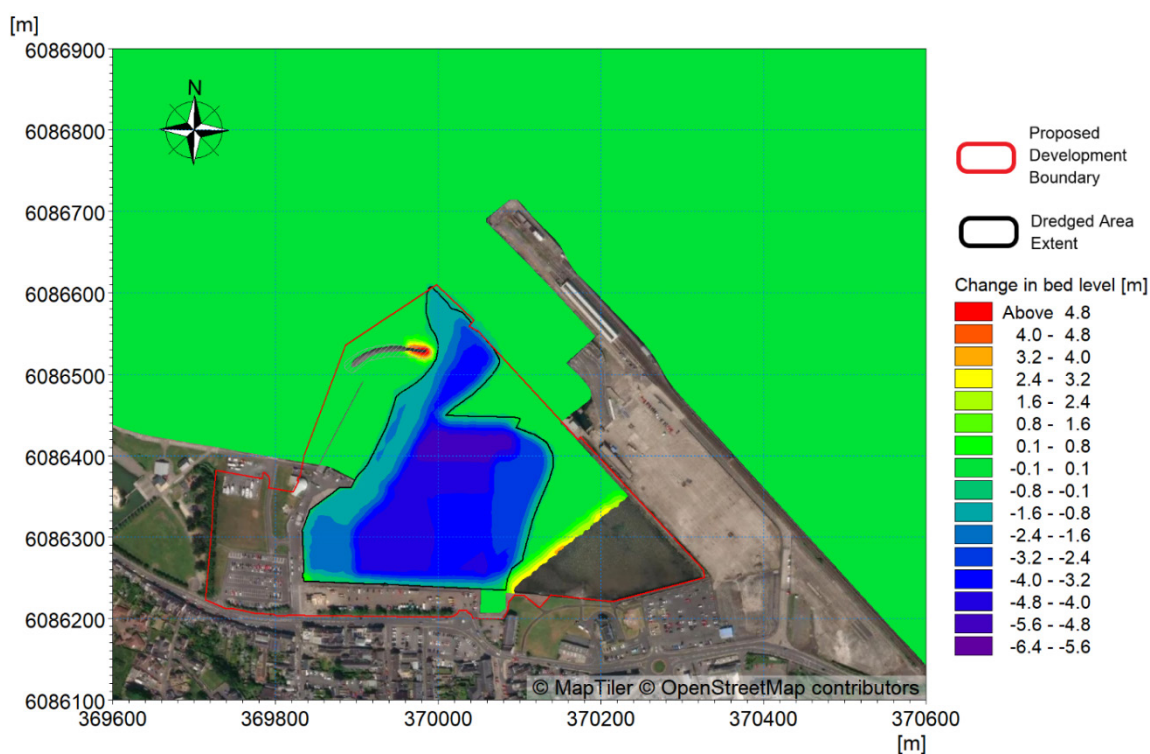 [m]
6086900
6086800
6086700
6086600
6086500
6086400
6086300
6086200
6086100
N
369600
369800
370000
370200
370400
370600
[m]
© MapTiler © OpenStreetMap contributors
Proposed
Development
Boundary
Dredged Area
Extent
Change in bed level [m]
Above 4.8
4.0 - 4.8
3.2 - 4.0
2.4 - 3.2
1.6 - 2.4
0.8 - 1.6
0.1 - 0.8
-0.1 - 0.1
-0.8 - -0.1
-1.6 - -0.8
-2.4 - -1.6
-3.2 - -2.4
-4.0 - -3.2
-4.8 - -4.0
-5.6 - -4.8
-6.4 - -5.6